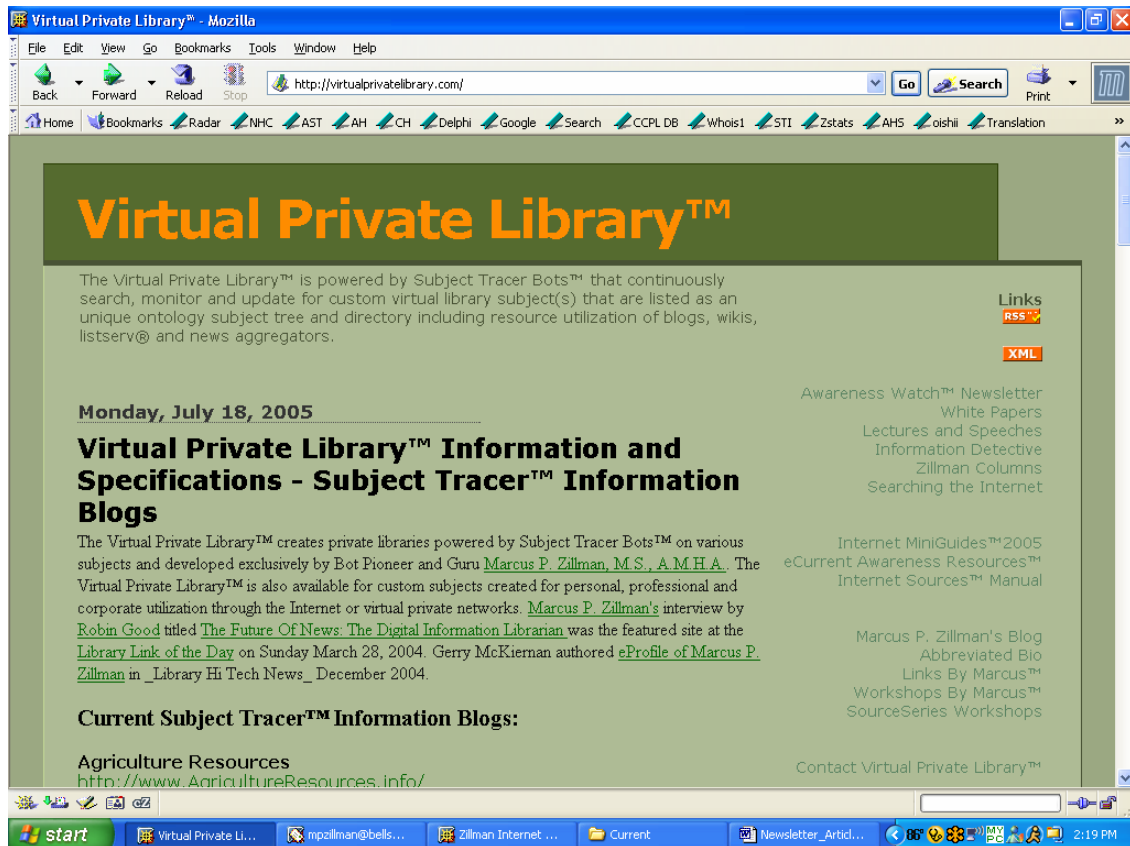 Virtual Private Library™ - Mozilla
File Edit View Go Bookmarks Tools Window Help
Back Forward Reload Stop http://virtualprivatelibrary.com/ Go Search Print
Home Bookmarks Radar NHC AST AH CH Delphi Google Search CCPL DB Whois1 STI Zstats AHS oishii Translation »
Virtual Private Library™
The Virtual Private Library™ is powered by Subject Tracer Bots™ that continuously
search, monitor and update for custom virtual library subject(s) that are listed as an
unique ontology subject tree and directory including resource utilization of blogs, wikis,
listserv® and news aggregators.
Links
RSS
XML
Monday, July 18, 2005
Virtual Private Library™ Information and
Specifications - Subject Tracer™ Information
Blogs
The Virtual Private Library™ creates private libraries powered by Subject Tracer Bots™ on various
subjects and developed exclusively by Bot Pioneer and Guru Marcus P. Zillman, M.S., A.M.H.A.. The
Virtual Private Library™ is also available for custom subjects created for personal, professional and
corporate utilization through the Internet or virtual private networks. Marcus P. Zillman's interview by
Robin Good titled The Future Of News: The Digital Information Librarian was the featured site at the
Library Link of the Day on Sunday March 28, 2004. Gerry McKiernan authored eProfile of Marcus P.
Zillman in _Library Hi Tech News_ December 2004.
Current Subject Tracer™ Information Blogs:
Agriculture Resources
http://www.AgricultureResources.info/
Awareness Watch™ Newsletter
White Papers
Lectures and Speeches
Information Detective
Zillman Columns
Searching the Internet
Internet MiniGuides™2005
eCurrent Awareness Resources™
Internet Sources™ Manual
Marcus P. Zillman's Blog
Abbreviated Bio
Links By Marcus™
Workshops By Marcus™
SourceSeries Workshops
Contact Virtual Private Library™
start Virtual Private Li... mpzillman@bells... Zillman Internet ... Current Newsletter_Articl... 86° MY PC 2:19 PM